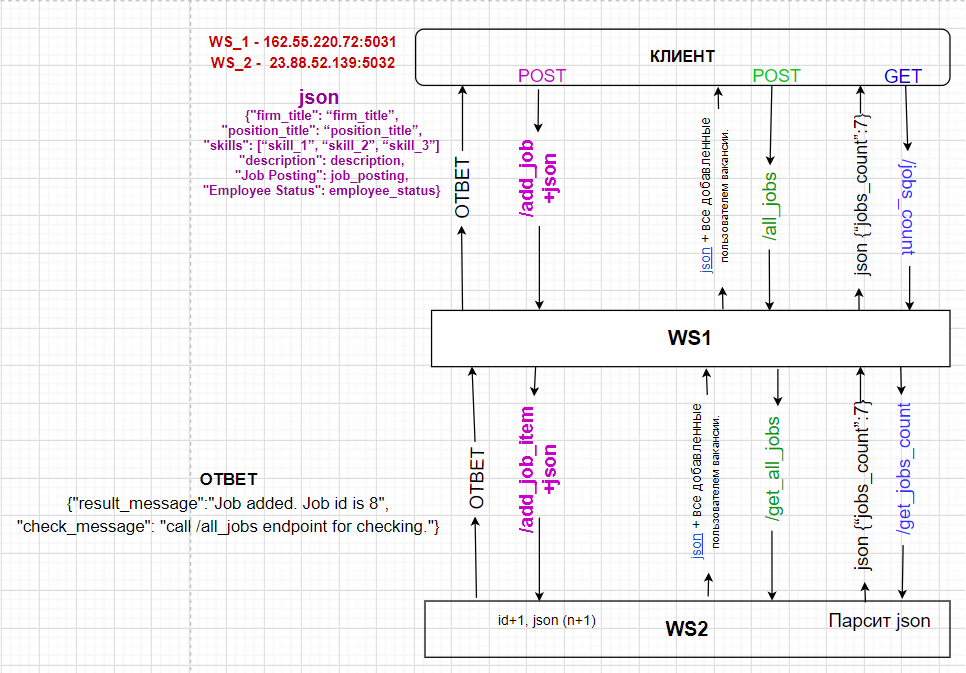 WS_1 - 162.55.220.72:5031
WS_2 -  23.88.52.139:5032
json
{"firm_title": “firm_title”,
"position_title": “position_title”,
"skills": [“skill_1”, “skill_2”, “skill_3”]
"description": description,
"Job Posting": job_posting,
"Employee Status": employee_status}
КЛИЕНТ
POST
POST
GET
ОТВЕТ
/add_job
+json
json + все добавленные
пользователем вакансии.
/all_jobs
json {“jobs_count”:7}
/jobs_count
WS1
ОТВЕТ
/add_job_item
+json
json + все добавленные
пользователем вакансии.
/get_all_jobs
json {“jobs_count”:7}
/get_jobs_count
ОТВЕТ
{"result_message":"Job added. Job id is 8",
"check_message": "call /all_jobs endpoint for checking."}
id+1, json (n+1)
WS2
Парсит json